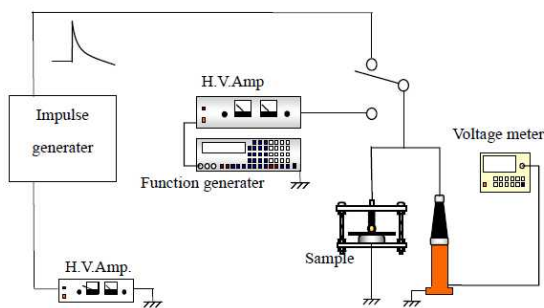 H.V.Amp
Impulse
generater
Voltage meter
Function generater
Sample
H.V.Amp.